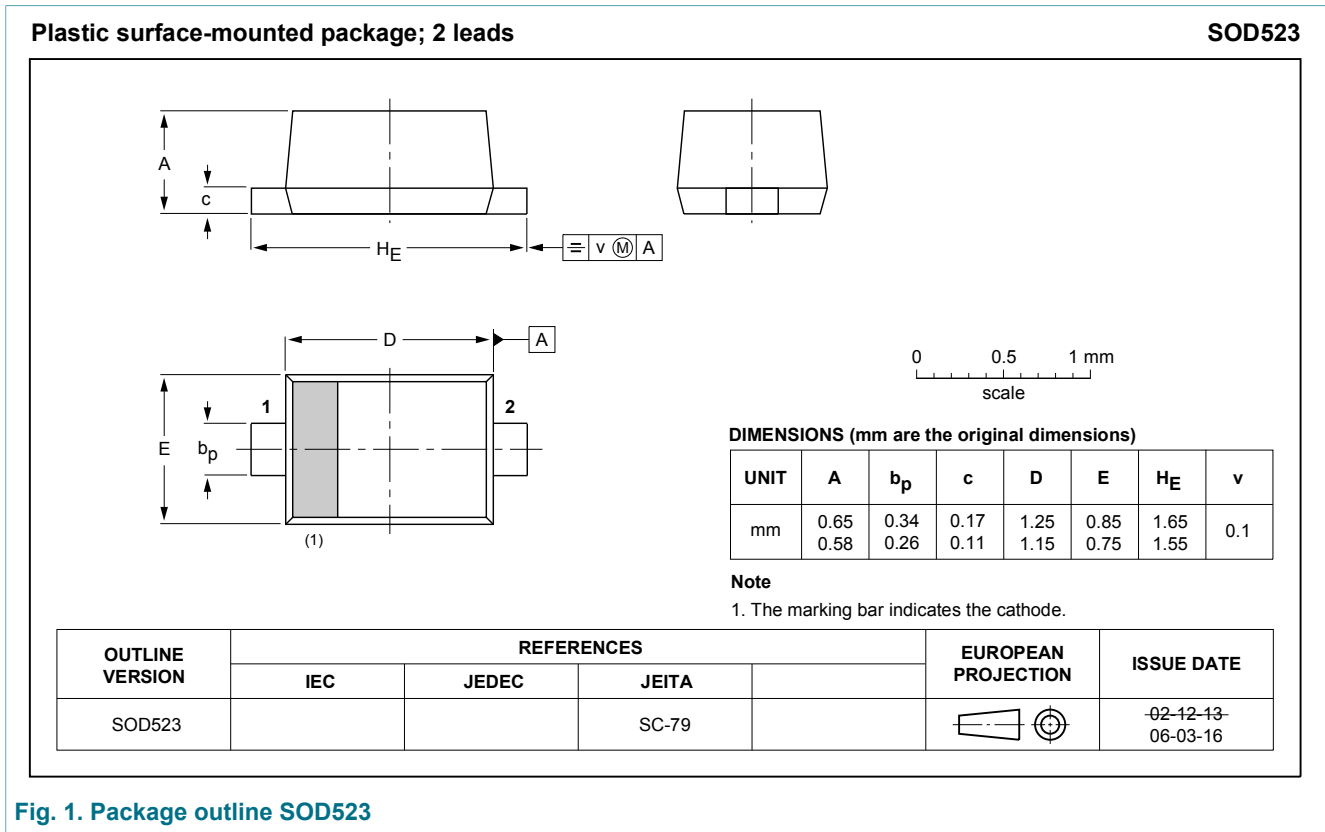 Plastic surface-mounted package; 2 leads SOD523
A
c
HE
v Ⓜ A
D A
1 2
E bp
(1)
0 0.5 1 mm
scale
DIMENSIONS (mm are the original dimensions)
UNIT A bp c D E HE v
mm 0.65 0.34 0.17 1.25 0.85 1.65 0.1
0.58 0.26 0.11 1.15 0.75 1.55
Note
1. The marking bar indicates the cathode.
OUTLINE VERSION REFERENCES EUROPEAN PROJECTION ISSUE DATE
IEC JEDEC JEITA
SOD523 SC-79 02-12-13
06-03-16
Fig. 1. Package outline SOD523